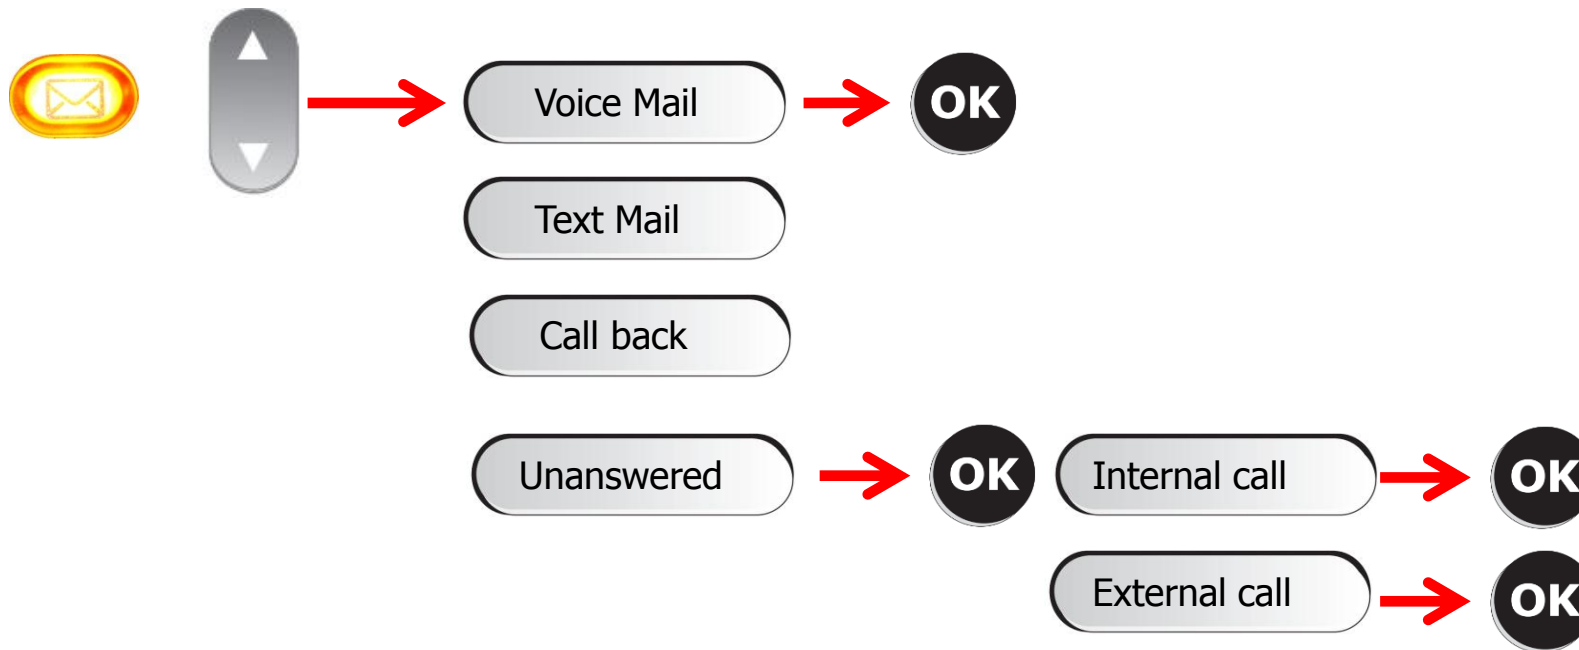 Voice Mail
OK
Text Mail
Call back
Unanswered
OK
Internal call
OK
External call
OK